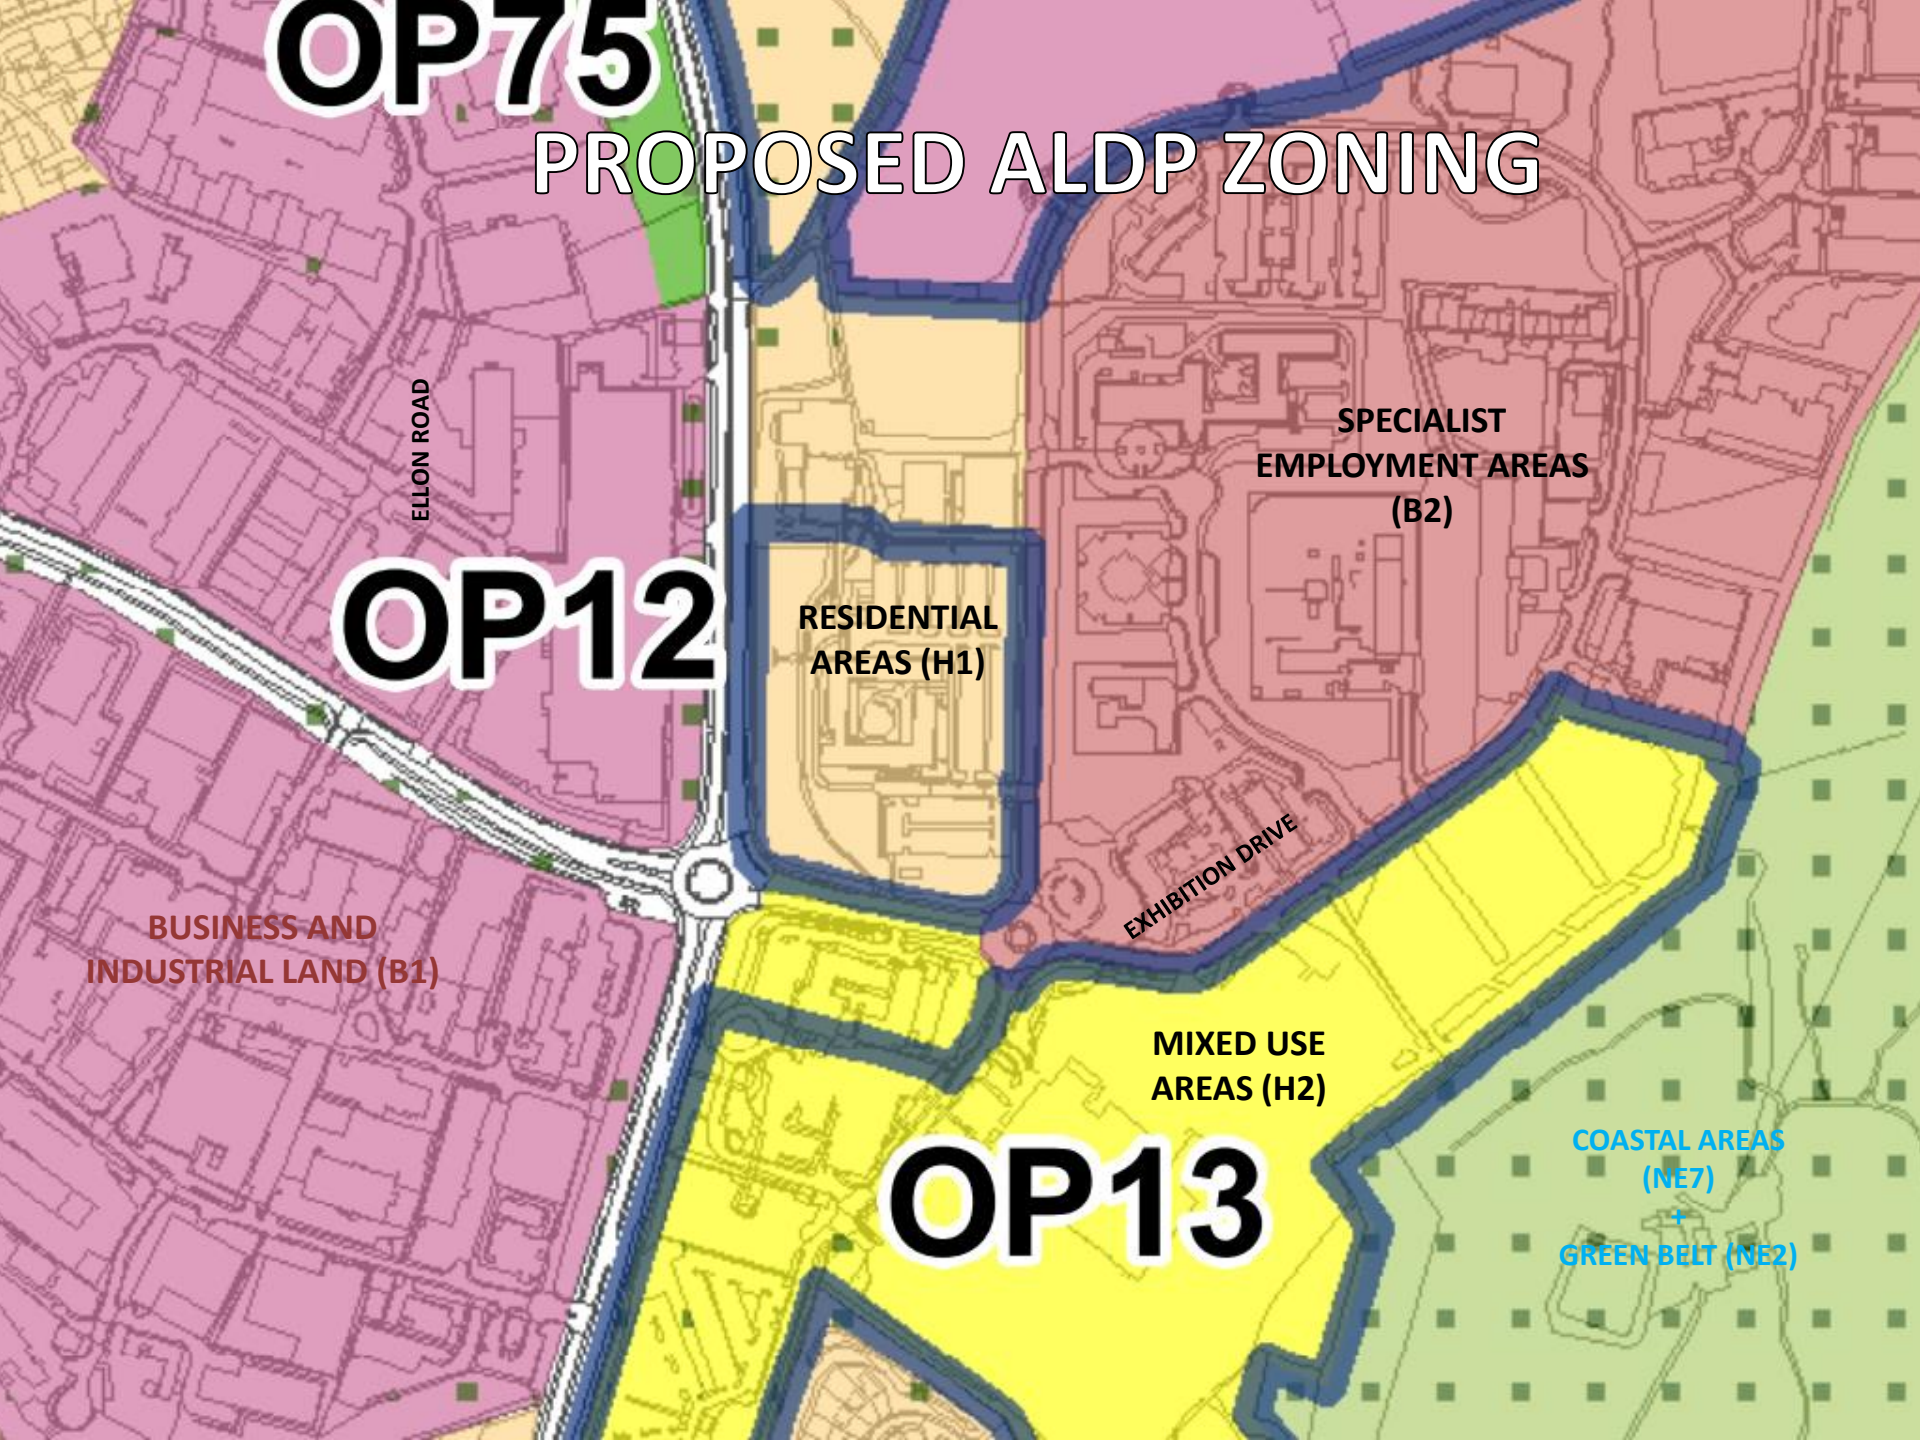 OP75
PROPOSED ALDP ZONING
ELLON ROAD
SPECIALIST
EMPLOYMENT AREAS
(B2)
OP12
RESIDENTIAL
AREAS (H1)
EXHIBITION DRIVE
BUSINESS AND
INDUSTRIAL LAND (B1)
MIXED USE
AREAS (H2)
OP13
COASTAL AREAS
(NE7)
+
GREEN BELT (NE2)